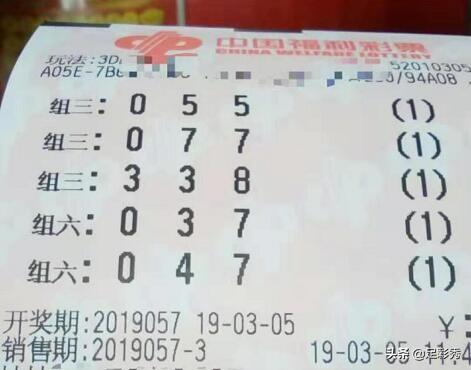 中国福利彩票
CHINA WELFARE LOTTERY
玩法:3D
52010305
A05E-7B
/94A08
组三: 0 5 5 (1)
组三: 0 7 7 (1)
组三: 3 3 8 (1)
组六: 0 3 7 (1)
组六: 0 4 7 (1)
开奖期:2019057 19-03-05 ¥
销售期:2019057-3 19-03-05 11:4
头条 @足彩秀